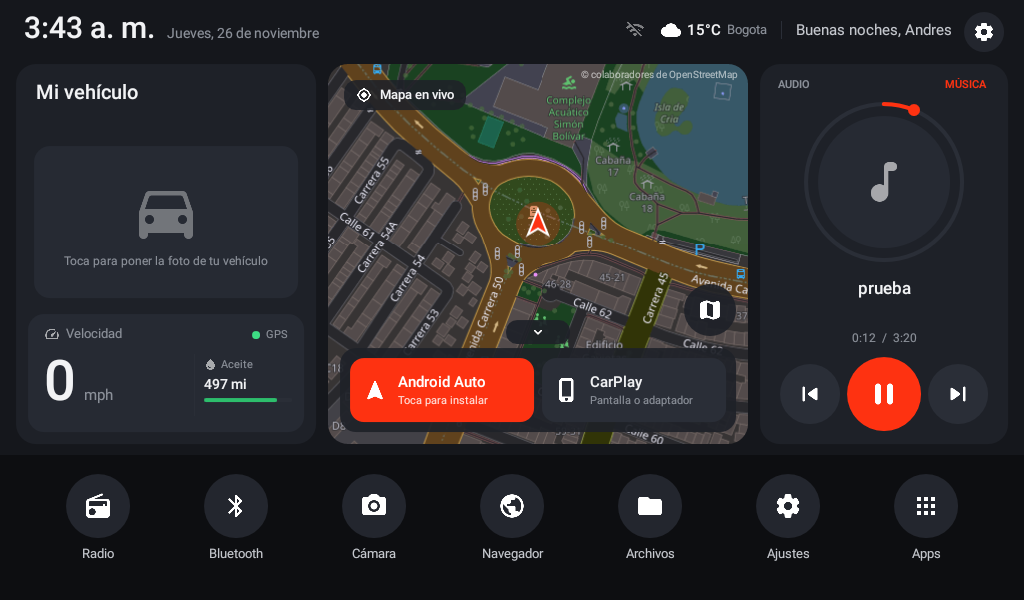 3:43 a. m.
Jueves, 26 de noviembre
15°C
Bogota
Buenas noches, Andres
Mi vehículo
Toca para poner la foto de tu vehículo
Velocidad
GPS
0 mph
Aceite
497 mi
© colaboradores de OpenStreetMap
Mapa en vivo
Complejo
Acuático
Simón
Bolívar
Isla de
Cria
Cabaña
17
Cabaña
18
Carrera 55
Calle 61
Carrera 54A
Carrera 54
Carrera 53
Carrera 50
P
Avenida Ca
45-21
46-28
Calle 62
Carrera 45
Edificio
Calle 60
Android Auto
Toca para instalar
CarPlay
Pantalla o adaptador
AUDIO
MÚSICA
prueba
0:12 / 3:20
Radio
Bluetooth
Cámara
Navegador
Archivos
Ajustes
Apps